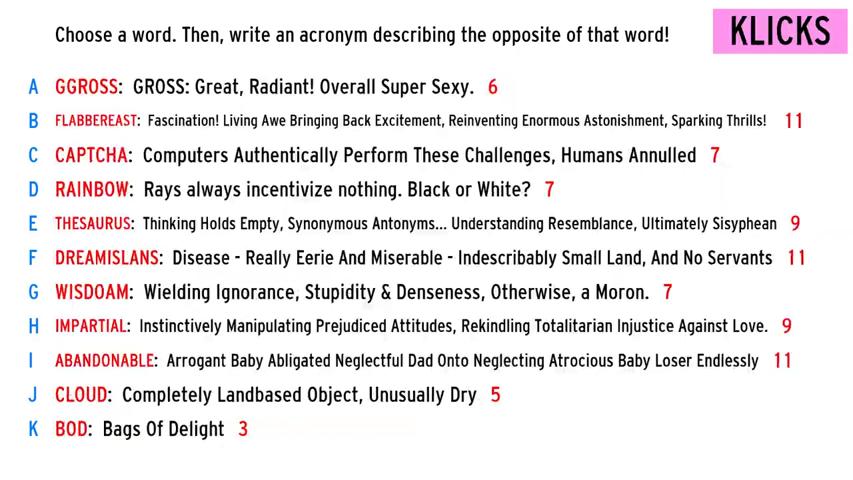 Choose a word. Then, write an acronym describing the opposite of that word!
KLICKS
A GGROSS: GROSS: Great, Radiant! Overall Super Sexy. 6
B FLABBEREAST: Fascination! Living Awe Bringing Back Excitement, Reinventing Enormous Astonishment, Sparking Thrills! 11
C CAPTCHA: Computers Authentically Perform These Challenges, Humans Annulled 7
D RAINBOW: Rays always incentivize nothing. Black or White? 7
E THESAURUS: Thinking Holds Empty, Synonymous Antonyms... Understanding Resemblance, Ultimately Sisyphean 9
F DREAMISLANS: Disease - Really Eerie And Miserable - Indescribably Small Land, And No Servants 11
G WISDOAM: Wielding Ignorance, Stupidity & Denseness, Otherwise, a Moron. 7
H IMPARTIAL: Instinctively Manipulating Prejudiced Attitudes, Rekindling Totalitarian Injustice Against Love. 9
I ABANDONABLE: Arrogant Baby Abligated Neglectful Dad Onto Neglecting Atrocious Baby Loser Endlessly 11
J CLOUD: Completely Landbased Object, Unusually Dry 5
K BOD: Bags Of Delight 3